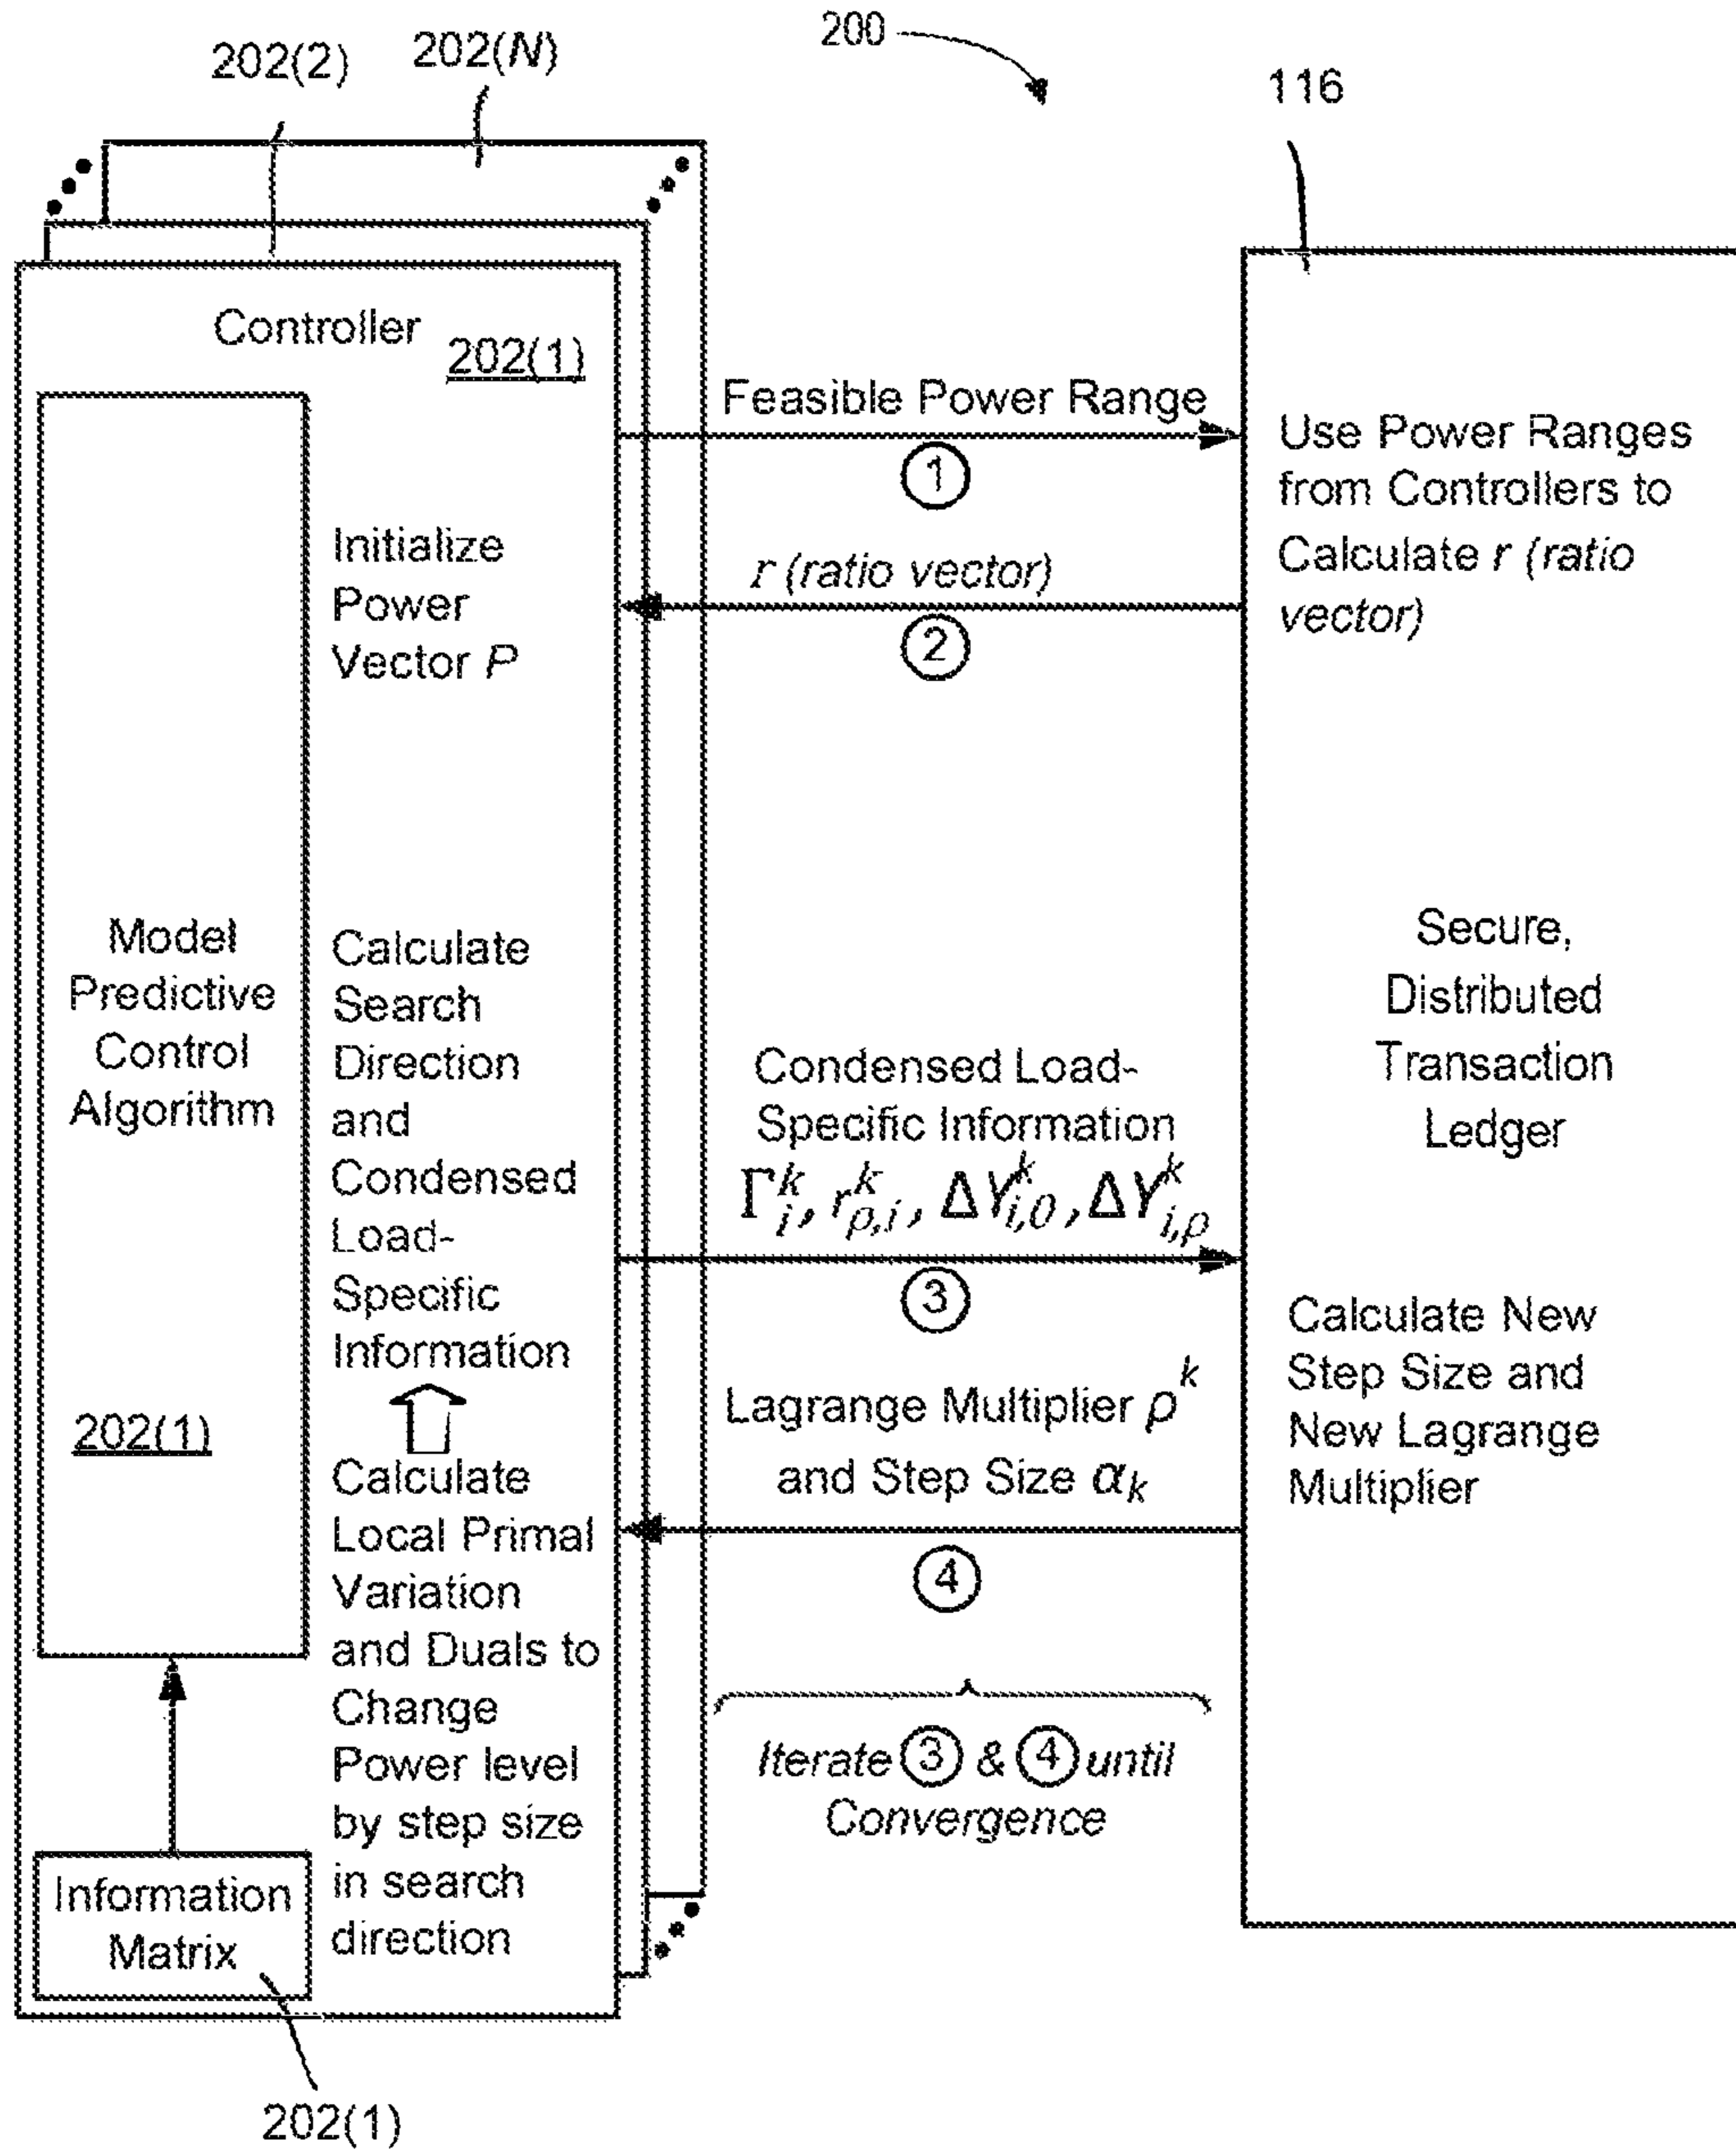 200
202(2)
202(N)
116
Controller
202(1)
Model
Predictive
Control
Algorithm
202(1)
Information
Matrix
202(1)
Initialize
Power
Vector P
Calculate
Search
Direction
and
Condensed
Load-
Specific
Information
Calculate
Local Primal
Variation
and Duals to
Change
Power level
by step size
in search
direction
Feasible Power Range
1
r (ratio vector)
2
Condensed Load-
Specific Information
Γ_i^k, r_{ρ,i}^k, ΔY_{i,0}^k, ΔY_{i,ρ}^k
3
Lagrange Multiplier ρ^k
and Step Size α_k
4
Iterate 3 & 4 until
Convergence
Use Power Ranges
from Controllers to
Calculate r (ratio
vector)
Secure,
Distributed
Transaction
Ledger
Calculate New
Step Size and
New Lagrange
Multiplier